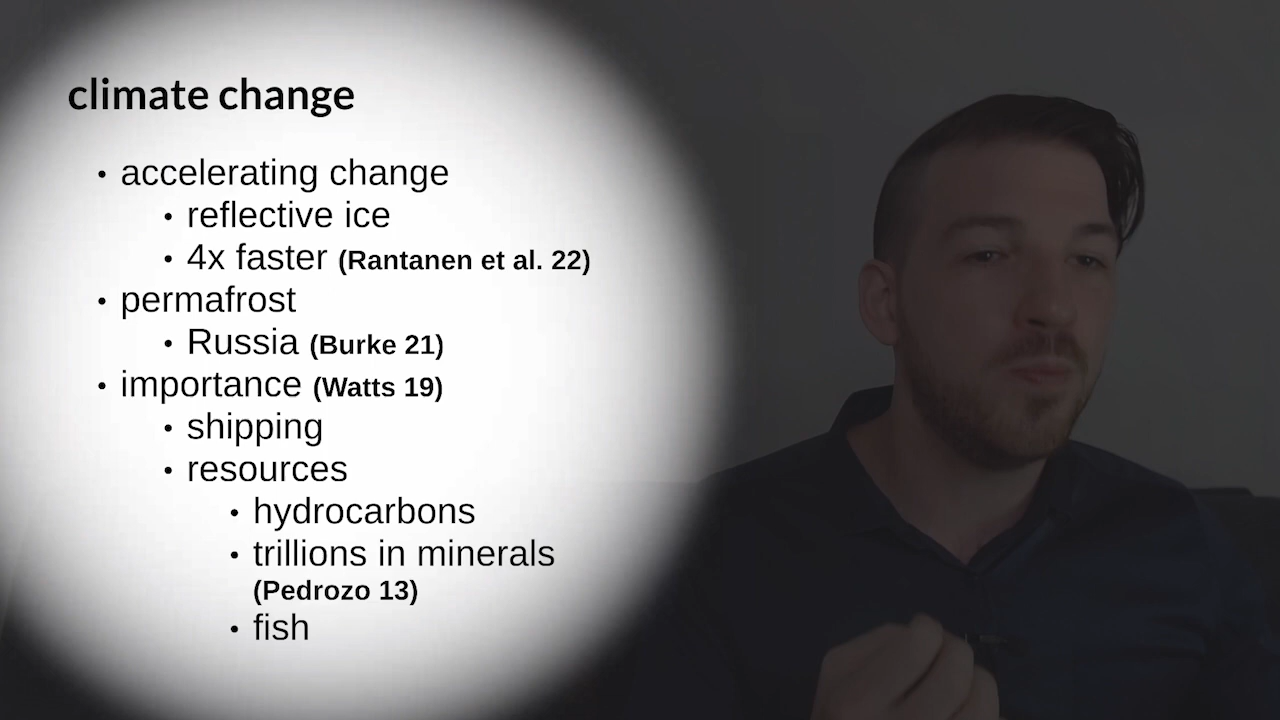 climate change
• accelerating change
• reflective ice
• 4x faster (Rantanen et al. 22)
• permafrost
• Russia (Burke 21)
• importance (Watts 19)
• shipping
• resources
• hydrocarbons
• trillions in minerals
(Pedrozo 13)
• fish